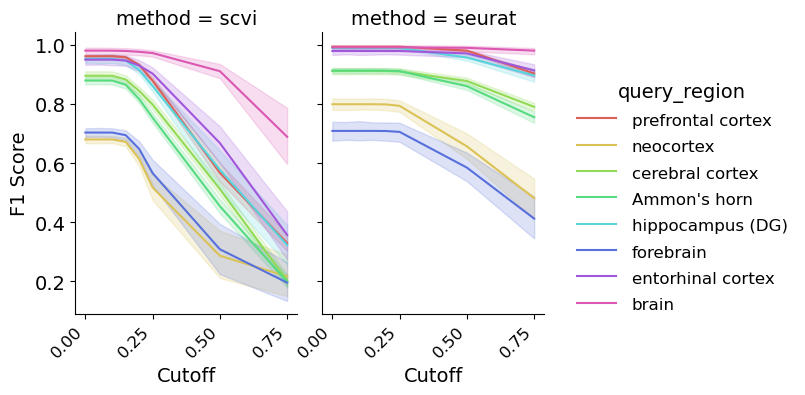 method = scvi
method = seurat
F1 Score
1.0
0.8
0.6
0.4
0.2
0.00
0.25
0.50
0.75
Cutoff
0.00
0.25
0.50
0.75
Cutoff
query_region
prefrontal cortex
neocortex
cerebral cortex
Ammon's horn
hippocampus (DG)
forebrain
entorhinal cortex
brain